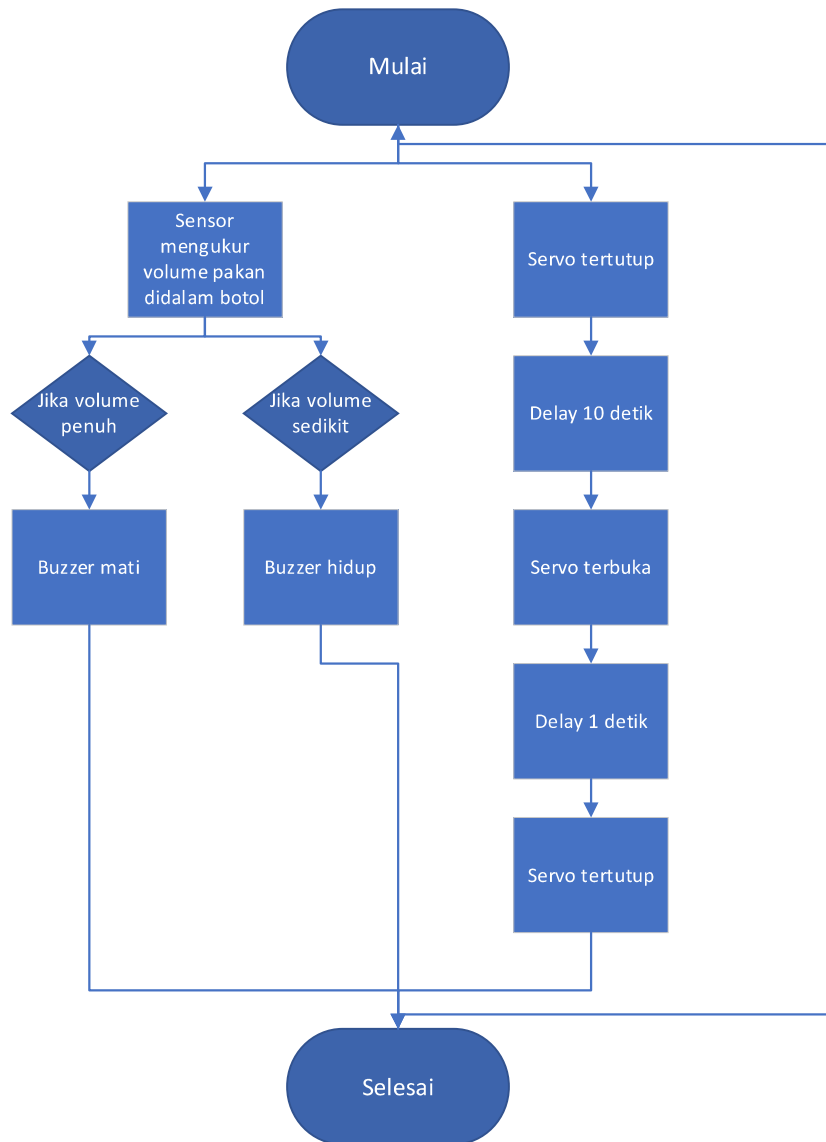 Mulai
Sensor
mengukur
volume pakan
didalam botol
Servo tertutup
Jika volume
penuh
Jika volume
sedikit
Delay 10 detik
Buzzer mati
Buzzer hidup
Servo terbuka
Delay 1 detik
Servo tertutup
Selesai